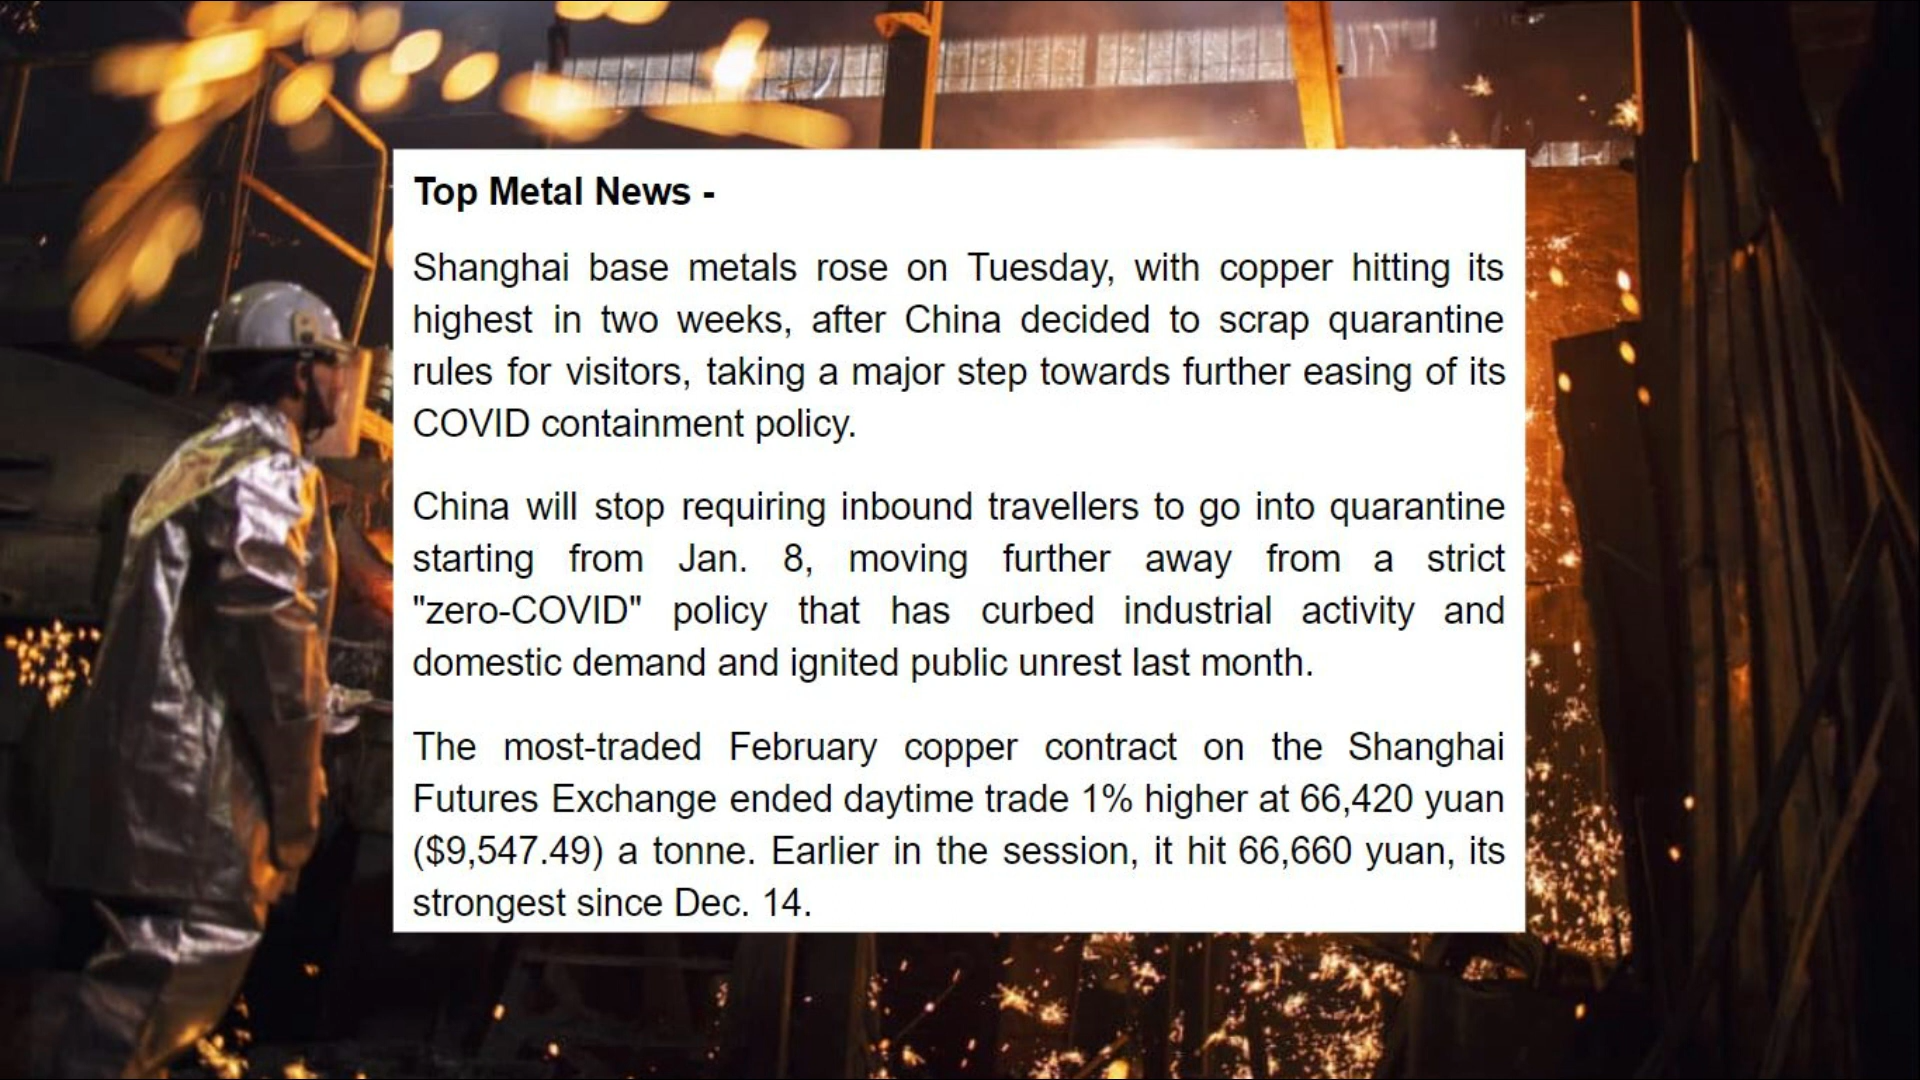 Top Metal News -
Shanghai base metals rose on Tuesday, with copper hitting its
highest in two weeks, after China decided to scrap quarantine
rules for visitors, taking a major step towards further easing of its
COVID containment policy.
China will stop requiring inbound travellers to go into quarantine
starting from Jan. 8, moving further away from a strict
"zero-COVID" policy that has curbed industrial activity and
domestic demand and ignited public unrest last month.
The most-traded February copper contract on the Shanghai
Futures Exchange ended daytime trade 1% higher at 66,420 yuan
($9,547.49) a tonne. Earlier in the session, it hit 66,660 yuan, its
strongest since Dec. 14.